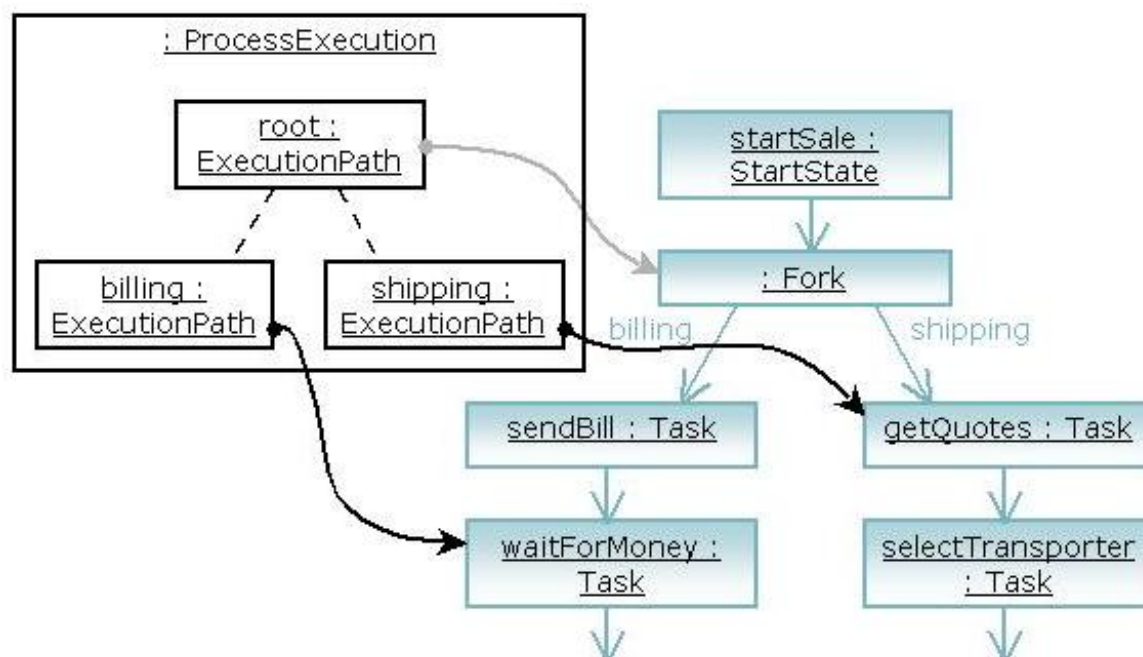 : ProcessExecution
root :
ExecutionPath
billing :
ExecutionPath
shipping :
ExecutionPath
startSale :
StartState
: Fork
billing
shipping
sendBill : Task
getQuotes : Task
waitForMoney :
Task
selectTransporter
: Task